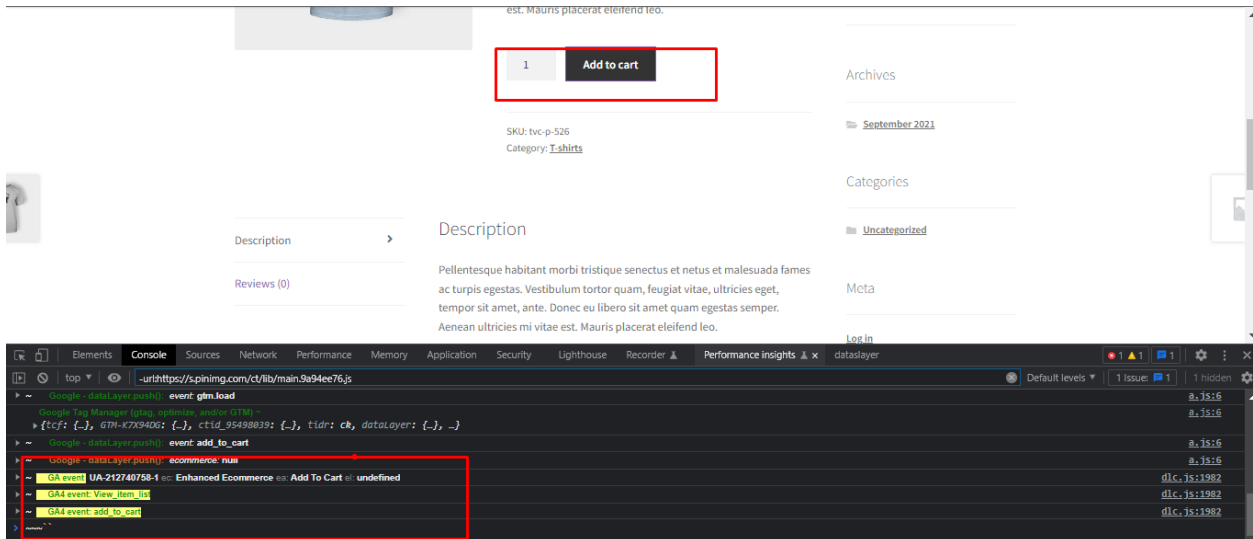 est. Mauris placerat eleifend leo.
1 Add to cart
SKU: tvc-p-526
Category: T-shirts
Archives
September 2021
Categories
Uncategorized
Meta
Log in
Description
Reviews (0)
Description
Pellentesque habitant morbi tristique senectus et netus et malesuada fames
ac turpis egestas. Vestibulum tortor quam, feugiat vitae, ultricies eget,
tempor sit amet, ante. Donec eu libero sit amet quam egestas semper.
Aenean ultricies mi vitae est. Mauris placerat eleifend leo.
Elements Console Sources Network Performance Memory Application Security Lighthouse Recorder Performance insights x dataslayer 1 1 1
top -url:https://s.pinimg.com/ct/lib/main.9a94ee76.js Default levels 1 Issue: 1 1 hidden
~ Google - dataLayer.push(): event: gtm.load a.js:6
Google Tag Manager (gtag, optimize, and/or GTM) ~ a.js:6
{tcf: {…}, GTM-K7X94DG: {…}, ctid_95498039: {…}, tidr: ck, dataLayer: {…}, …}
~ Google - dataLayer.push(): event: add_to_cart a.js:6
~ Google - dataLayer.push(): ecommerce: null a.js:6
~ GA event UA-212740758-1 ec: Enhanced Ecommerce ea: Add To Cart el: undefined dlc.js:1982
~ GA4 event: View_item_list dlc.js:1982
~ GA4 event: add_to_cart dlc.js:1982
~~~``